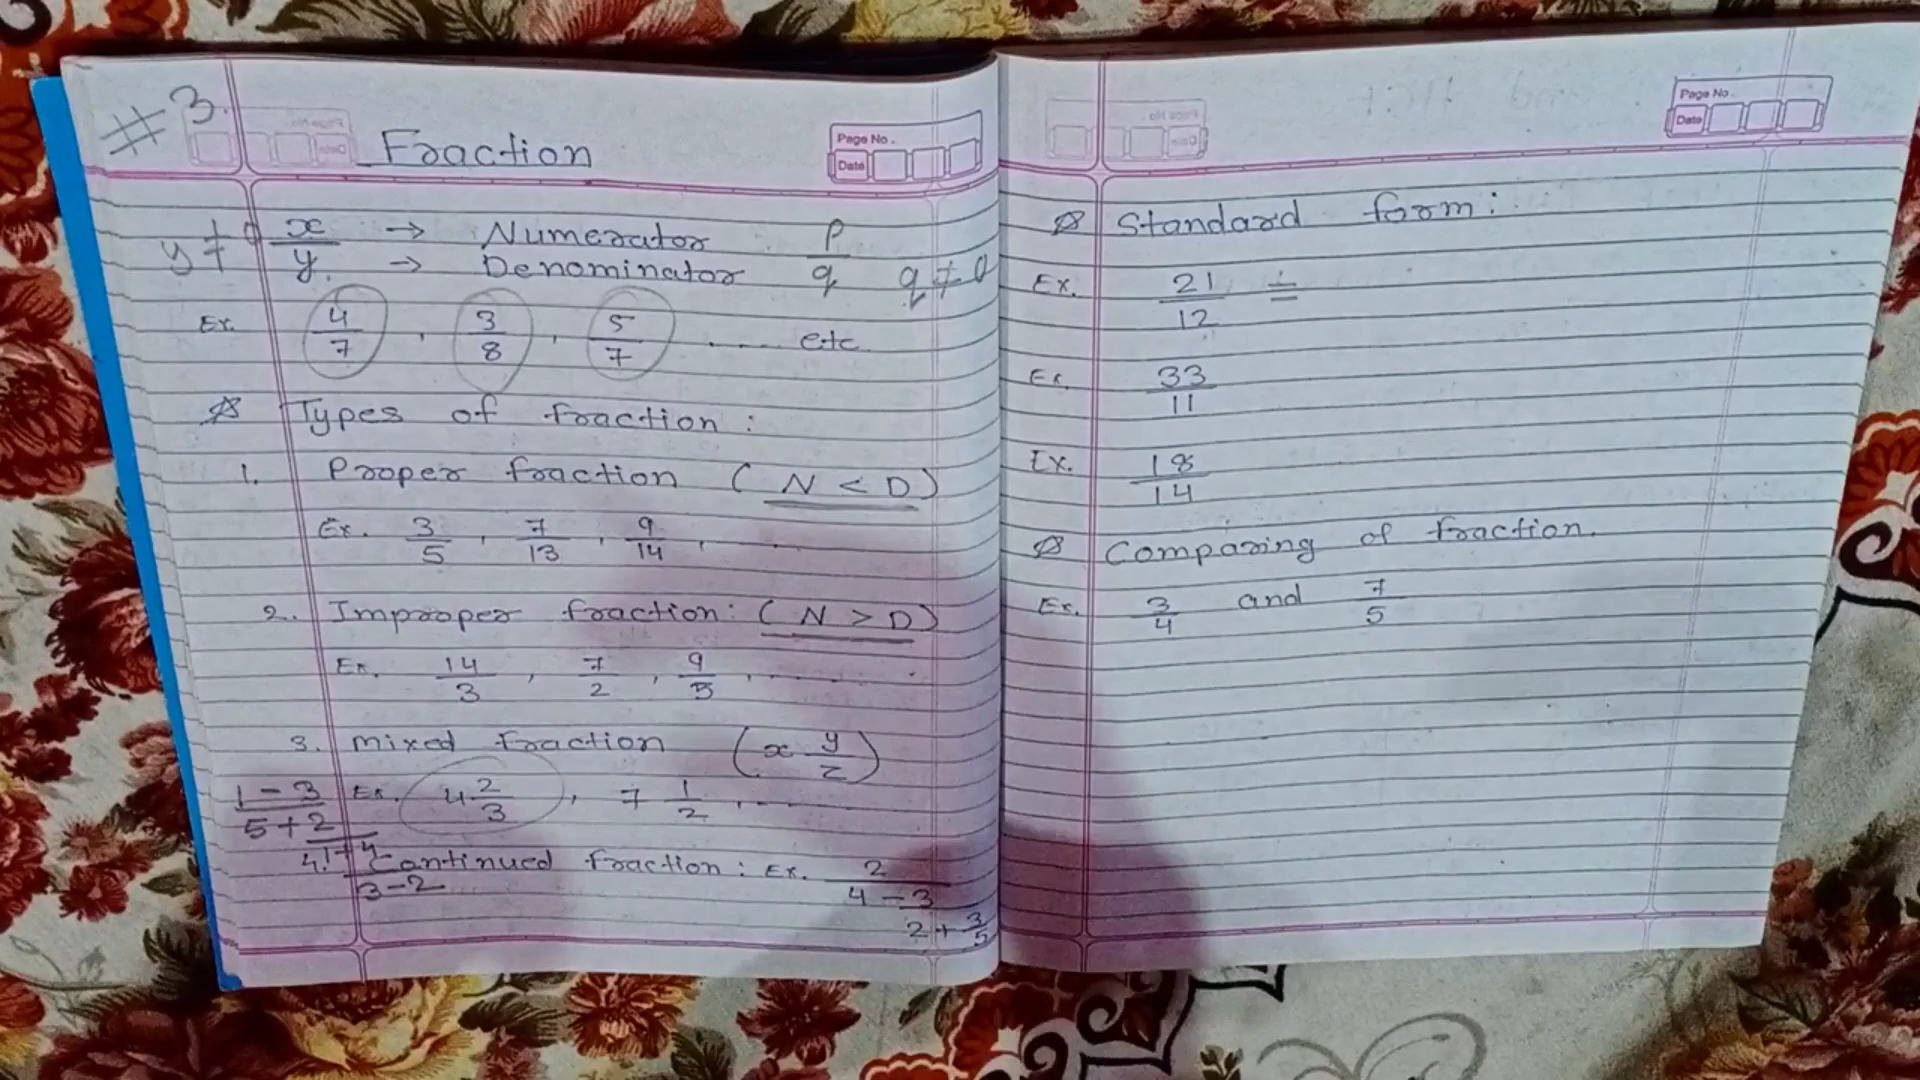 #3.
Fraction
Page No.
Date
y ≠ 0 x/y → Numerator p/q q ≠ 0
→ Denominator
Ex. 4/7, 3/8, 5/7 ..... etc
Types of fraction:
1. Proper fraction (N < D)
Ex. 3/5, 7/13, 9/14, .....
2. Improper fraction: (N > D)
Ex. 14/3, 7/2, 9/5, .....
3. Mixed fraction (x y/z)
Ex. 4 2/3, 7 1/2, ....
1 - 3
5 + 2
4. Continued fraction: Ex. 2
1 + 4
3 - 2
4 - 3
2 + 3/5
Page No.
Date
Standard form:
Ex. 21/12 =
Ex. 33/11
Ex. 18/14
Comparing of fraction.
Ex. 3/4 and 7/5